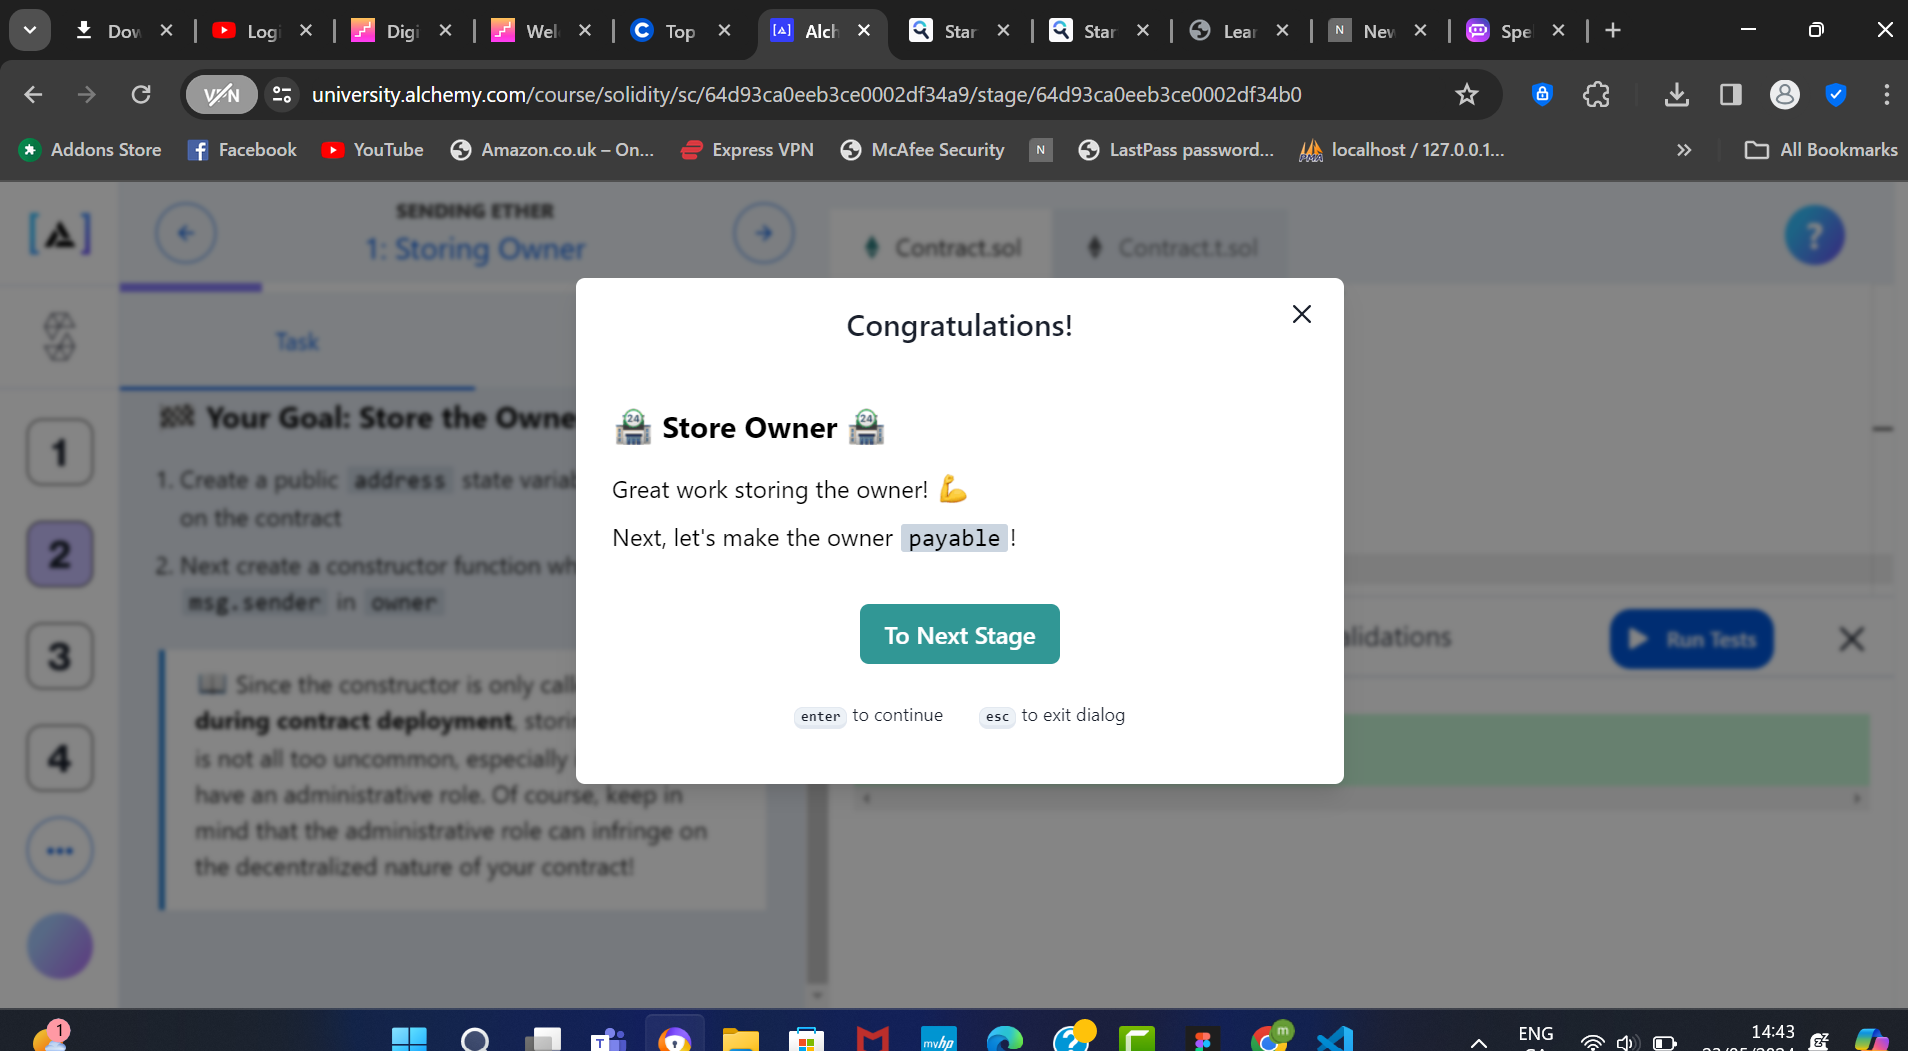 Dow
Logi
Digi
Wel
Top
Alch
Star
Star
Lear
N
New
Spe
VPN
university.alchemy.com/course/solidity/sc/64d93ca0eeb3ce0002df34a9/stage/64d93ca0eeb3ce0002df34b0
Addons Store
Facebook
YouTube
Amazon.co.uk – On...
Express VPN
McAfee Security
N
LastPass password...
localhost / 127.0.0.1...
All Bookmarks
SENDING ETHER
1: Storing Owner
Contract.sol
Contract.t.sol
?
Task
Your Goal: Store the Owne
1. Create a public address state variab
on the contract
2. Next create a constructor function wh
msg.sender in owner
Since the constructor is only calle
during contract deployment, storin
is not all too uncommon, especially
have an administrative role. Of course, keep in
mind that the administrative role can infringe on
the decentralized nature of your contract!
1
2
3
4
Congratulations!
24 Store Owner 24
Great work storing the owner!
Next, let's make the owner payable!
To Next Stage
enter to continue
esc to exit dialog
alidations
Run Tests
1
ENG
14:43